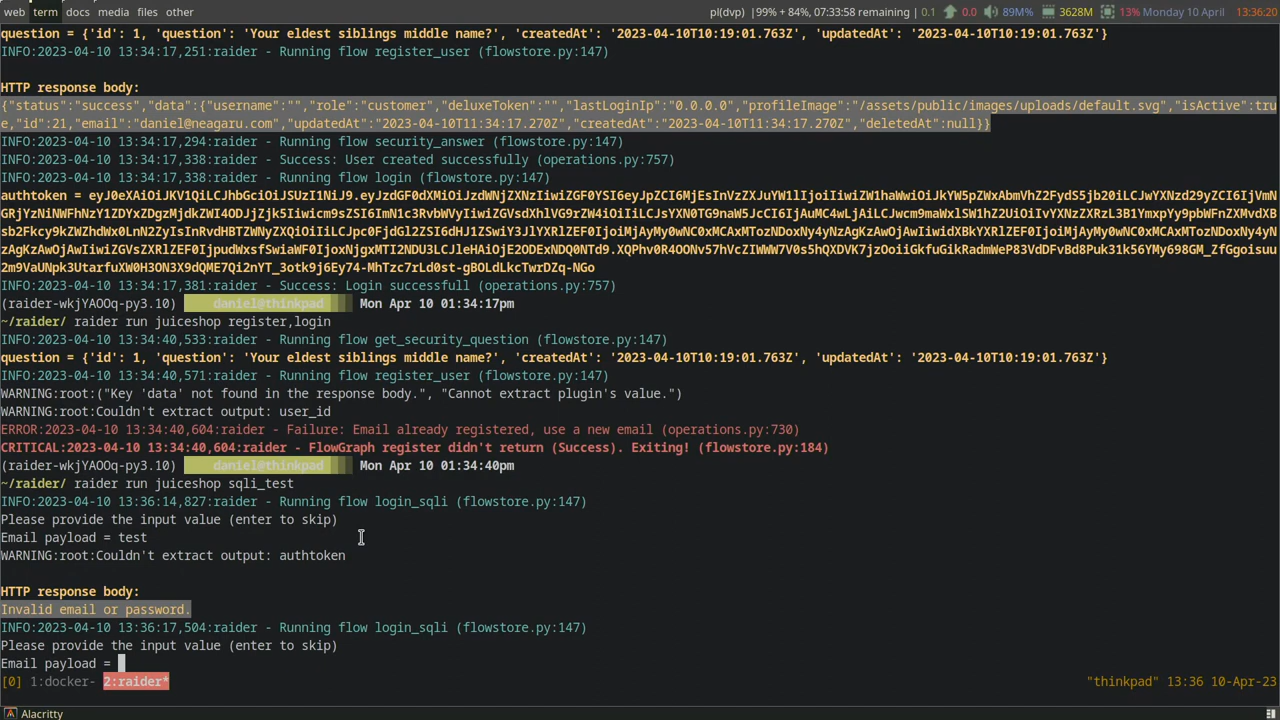 web term docs media files other
pl(dvp) |99% + 84%, 07:33:58 remaining | 0.1 0.0 89M% 3628M 13% Monday 10 April 13:36:20
question = {'id': 1, 'question': 'Your eldest siblings middle name?', 'createdAt': '2023-04-10T10:19:01.763Z', 'updatedAt': '2023-04-10T10:19:01.763Z'}
INFO:2023-04-10 13:34:17,251:raider - Running flow register_user (flowstore.py:147)
HTTP response body:
{"status":"success","data":{"username":"","role":"customer","deluxeToken":"","lastLoginIp":"0.0.0.0","profileImage":"/assets/public/images/uploads/default.svg","isActive":tru
e,"id":21,"email":"daniel@neagaru.com","updatedAt":"2023-04-10T11:34:17.270Z","createdAt":"2023-04-10T11:34:17.270Z","deletedAt":null}}
INFO:2023-04-10 13:34:17,294:raider - Running flow security_answer (flowstore.py:147)
INFO:2023-04-10 13:34:17,338:raider - Success: User created successfully (operations.py:757)
INFO:2023-04-10 13:34:17,338:raider - Running flow login (flowstore.py:147)
authtoken =
INFO:2023-04-10 13:34:17,381:raider - Success: Login successfull (operations.py:757)
(raider-wkjYAOOq-py3.10) daniel@thinkpad Mon Apr 10 01:34:17pm
~/raider/ raider run juiceshop register,login
INFO:2023-04-10 13:34:40,533:raider - Running flow get_security_question (flowstore.py:147)
question = {'id': 1, 'question': 'Your eldest siblings middle name?', 'createdAt': '2023-04-10T10:19:01.763Z', 'updatedAt': '2023-04-10T10:19:01.763Z'}
INFO:2023-04-10 13:34:40,571:raider - Running flow register_user (flowstore.py:147)
WARNING:root:("Key 'data' not found in the response body.", "Cannot extract plugin's value.")
WARNING:root:Couldn't extract output: user_id
ERROR:2023-04-10 13:34:40,604:raider - Failure: Email already registered, use a new email (operations.py:730)
CRITICAL:2023-04-10 13:34:40,604:raider - FlowGraph register didn't return (Success). Exiting! (flowstore.py:184)
(raider-wkjYAOOq-py3.10) daniel@thinkpad Mon Apr 10 01:34:40pm
~/raider/ raider run juiceshop sqli_test
INFO:2023-04-10 13:36:14,827:raider - Running flow login_sqli (flowstore.py:147)
Please provide the input value (enter to skip)
Email payload = test
WARNING:root:Couldn't extract output: authtoken
HTTP response body:
Invalid email or password.
INFO:2023-04-10 13:36:17,504:raider - Running flow login_sqli (flowstore.py:147)
Please provide the input value (enter to skip)
Email payload =
[0] 1:docker- 2:raider* "thinkpad" 13:36 10-Apr-23
Alacritty